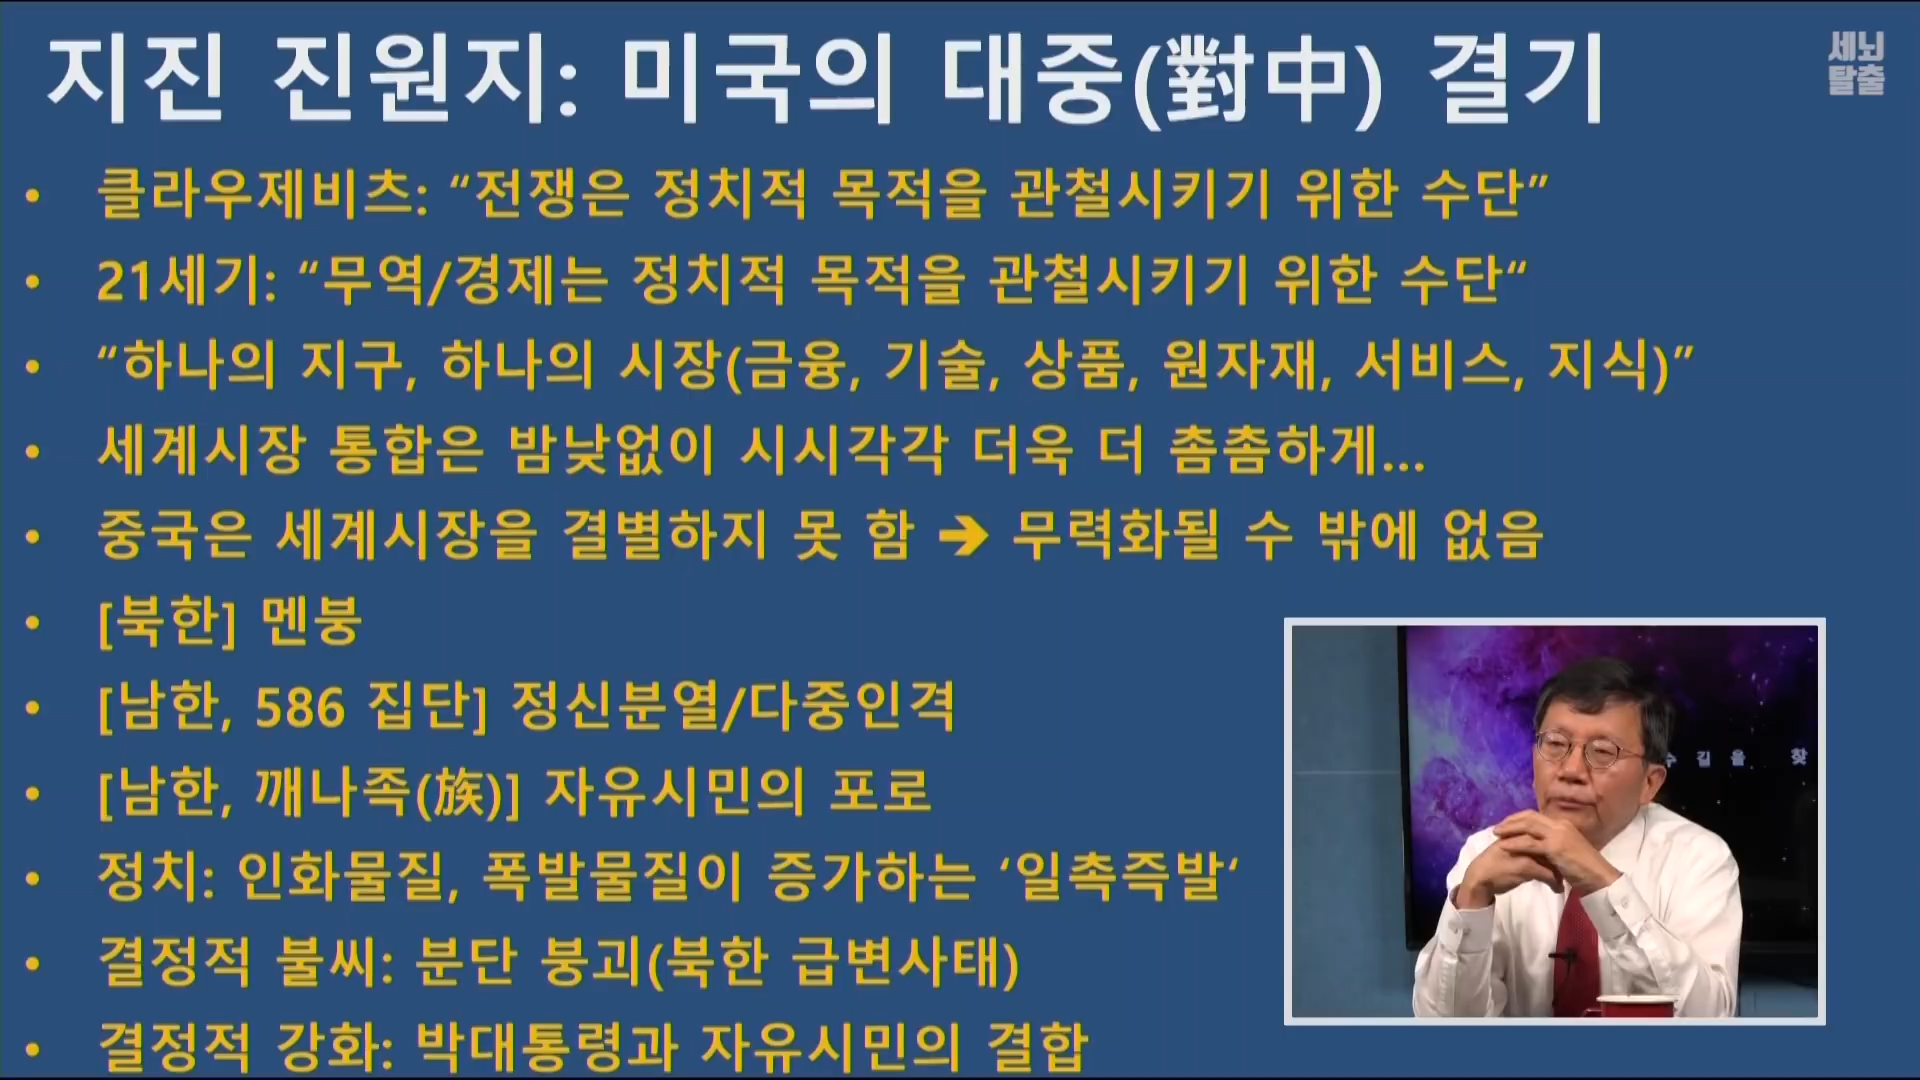 지진 진원지: 미국의 대중(對中) 결기
세뇌
탈출
• 클라우제비츠: “전쟁은 정치적 목적을 관철시키기 위한 수단”
• 21세기: “무역/경제는 정치적 목적을 관철시키기 위한 수단“
• “하나의 지구, 하나의 시장(금융, 기술, 상품, 원자재, 서비스, 지식)”
• 세계시장 통합은 밤낮없이 시시각각 더욱 더 촘촘하게...
• 중국은 세계시장을 결별하지 못 함 ➔ 무력화될 수 밖에 없음
• [북한] 멘붕
• [남한, 586 집단] 정신분열/다중인격
• [남한, 깨나족(族)] 자유시민의 포로
• 정치: 인화물질, 폭발물질이 증가하는 ‘일촉즉발‘
• 결정적 불씨: 분단 붕괴(북한 급변사태)
• 결정적 강화: 박대통령과 자유시민의 결합
길을 찾